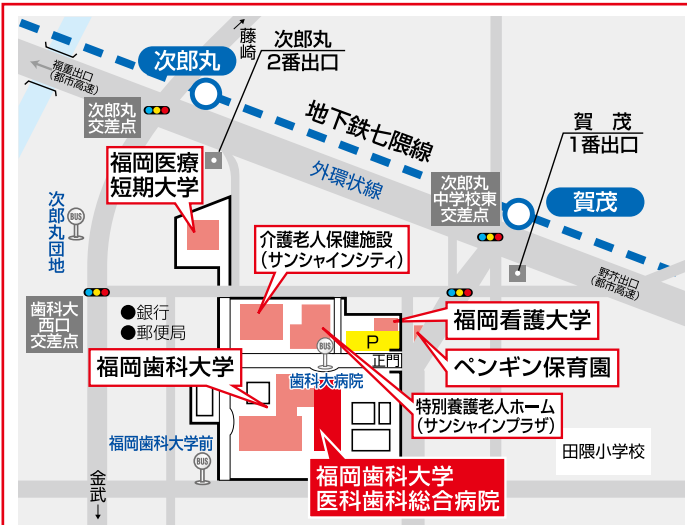 藤崎
次郎丸
2番出口
次郎丸
福重出口
(都市高速)
地下鉄七隈線
賀　茂
1番出口
次郎丸
交差点
外環状線
福岡医療
短期大学
次郎丸
中学校東
交差点
賀茂
次郎丸団地
BUS
介護老人保健施設
(サンシャインシティ)
野芥出口
(都市高速)
歯科大
西口
交差点
●銀行
●郵便局
福岡看護大学
P
BUS
正門
福岡歯科大学
ペンギン保育園
歯科大病院
特別養護老人ホーム
(サンシャインプラザ)
福岡歯科大学前
BUS
田隈小学校
福岡歯科大学
医科歯科総合病院
金武